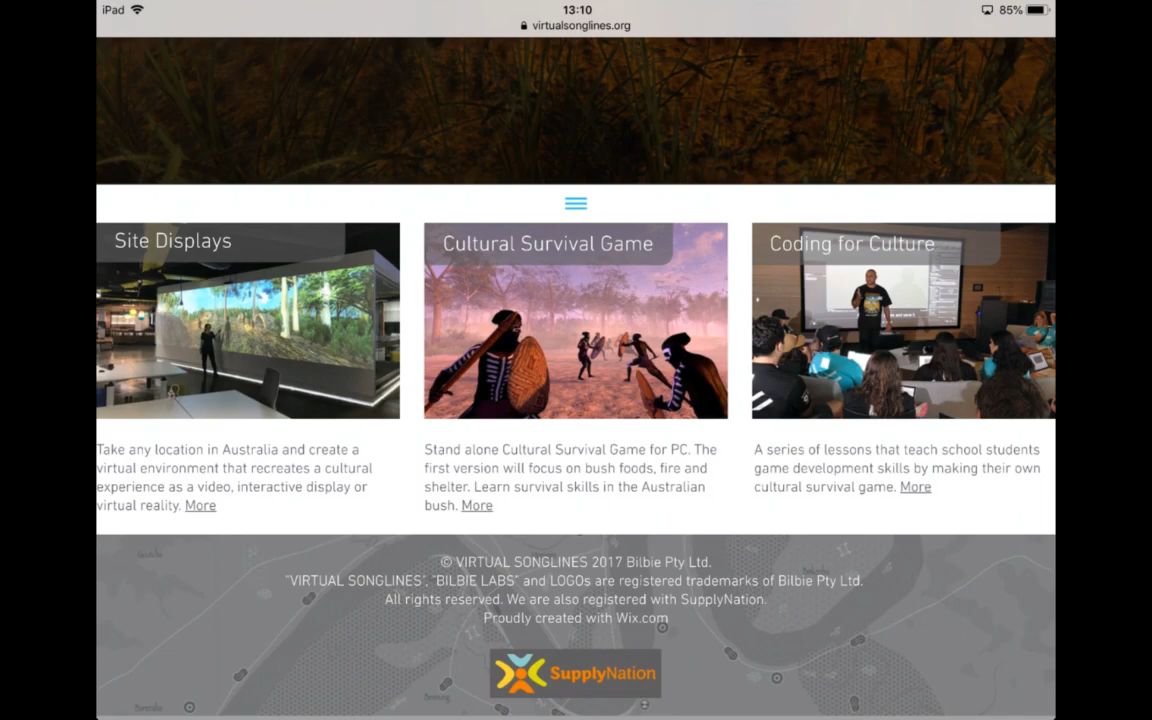 iPad
13:10
85%
virtualsonglines.org
Site Displays
Cultural Survival Game
Coding for Culture
Take any location in Australia and create a
virtual environment that recreates a cultural
experience as a video, interactive display or
virtual reality. More
Stand alone Cultural Survival Game for PC. The
first version will focus on bush foods, fire and
shelter. Learn survival skills in the Australian
bush. More
A series of lessons that teach school students
game development skills by making their own
cultural survival game. More
© VIRTUAL SONGLINES 2017 Bilbie Pty Ltd.
"VIRTUAL SONGLINES", "BILBIE LABS" and LOGOs are registered trademarks of Bilbie Pty Ltd.
All rights reserved. We are also registered with SupplyNation.
Proudly created with Wix.com
SupplyNation